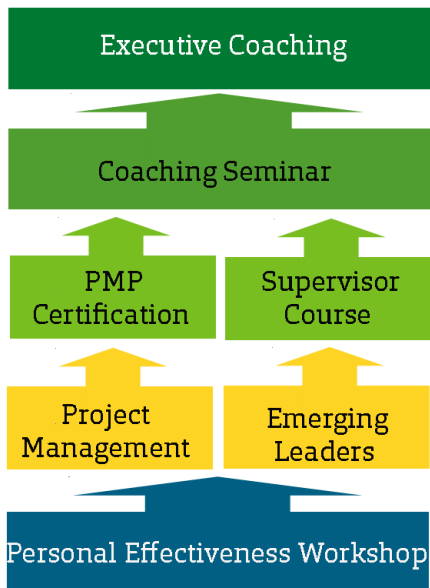 Executive Coaching
Coaching Seminar
PMP
Certification
Supervisor
Course
Project
Management
Emerging
Leaders
Personal Effectiveness Workshop